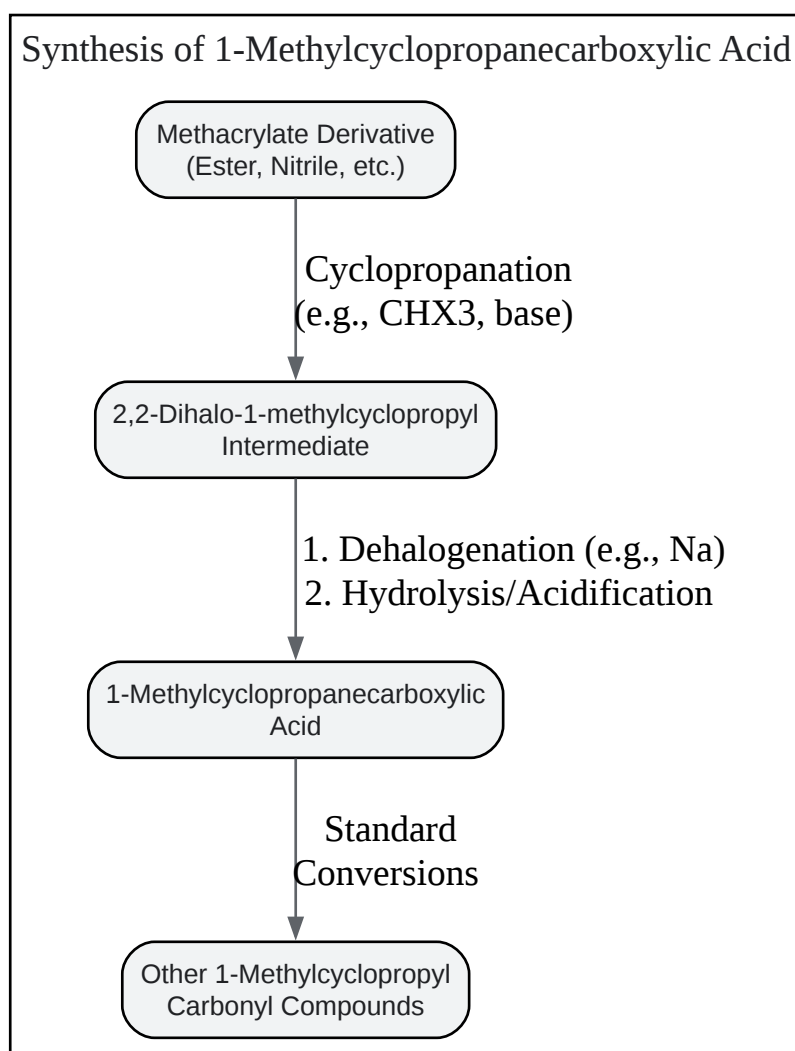 Synthesis of 1-Methylcyclopropanecarboxylic Acid
Methacrylate Derivative
(Ester, Nitrile, etc.)
Cyclopropanation
(e.g., CHX3, base)
2,2-Dihalo-1-methylcyclopropyl
Intermediate
1. Dehalogenation (e.g., Na)
2. Hydrolysis/Acidification
1-Methylcyclopropanecarboxylic
Acid
Standard
Conversions
Other 1-Methylcyclopropyl
Carbonyl Compounds